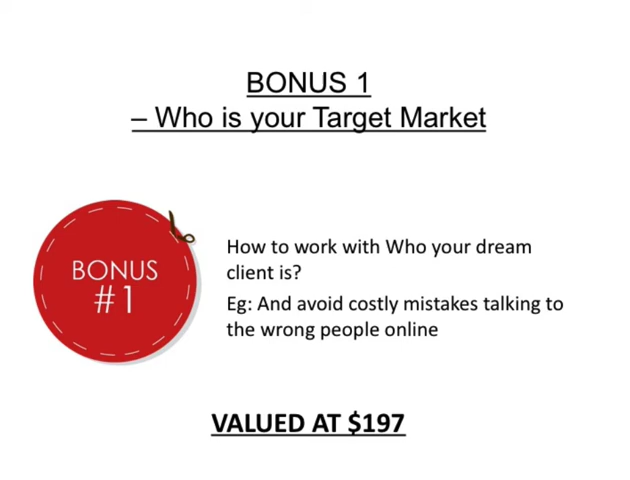 BONUS 1
– Who is your Target Market
BONUS
#1
How to work with Who your dream
client is?
Eg: And avoid costly mistakes talking to
the wrong people online
VALUED AT $197